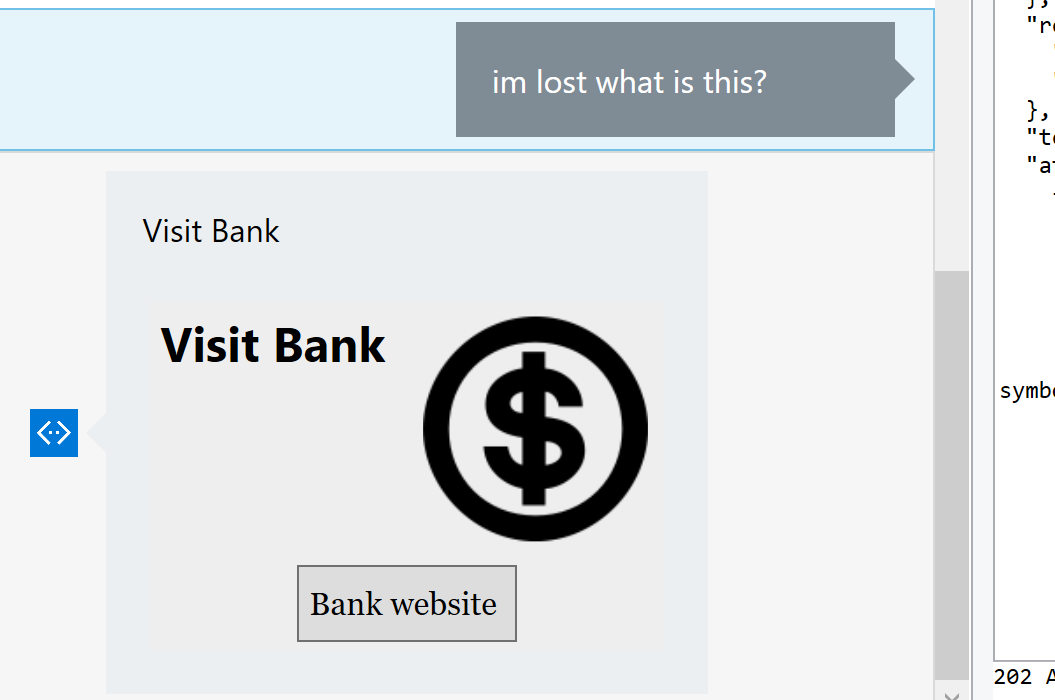 im lost what is this?
Visit Bank
Visit Bank
Bank website
},
202